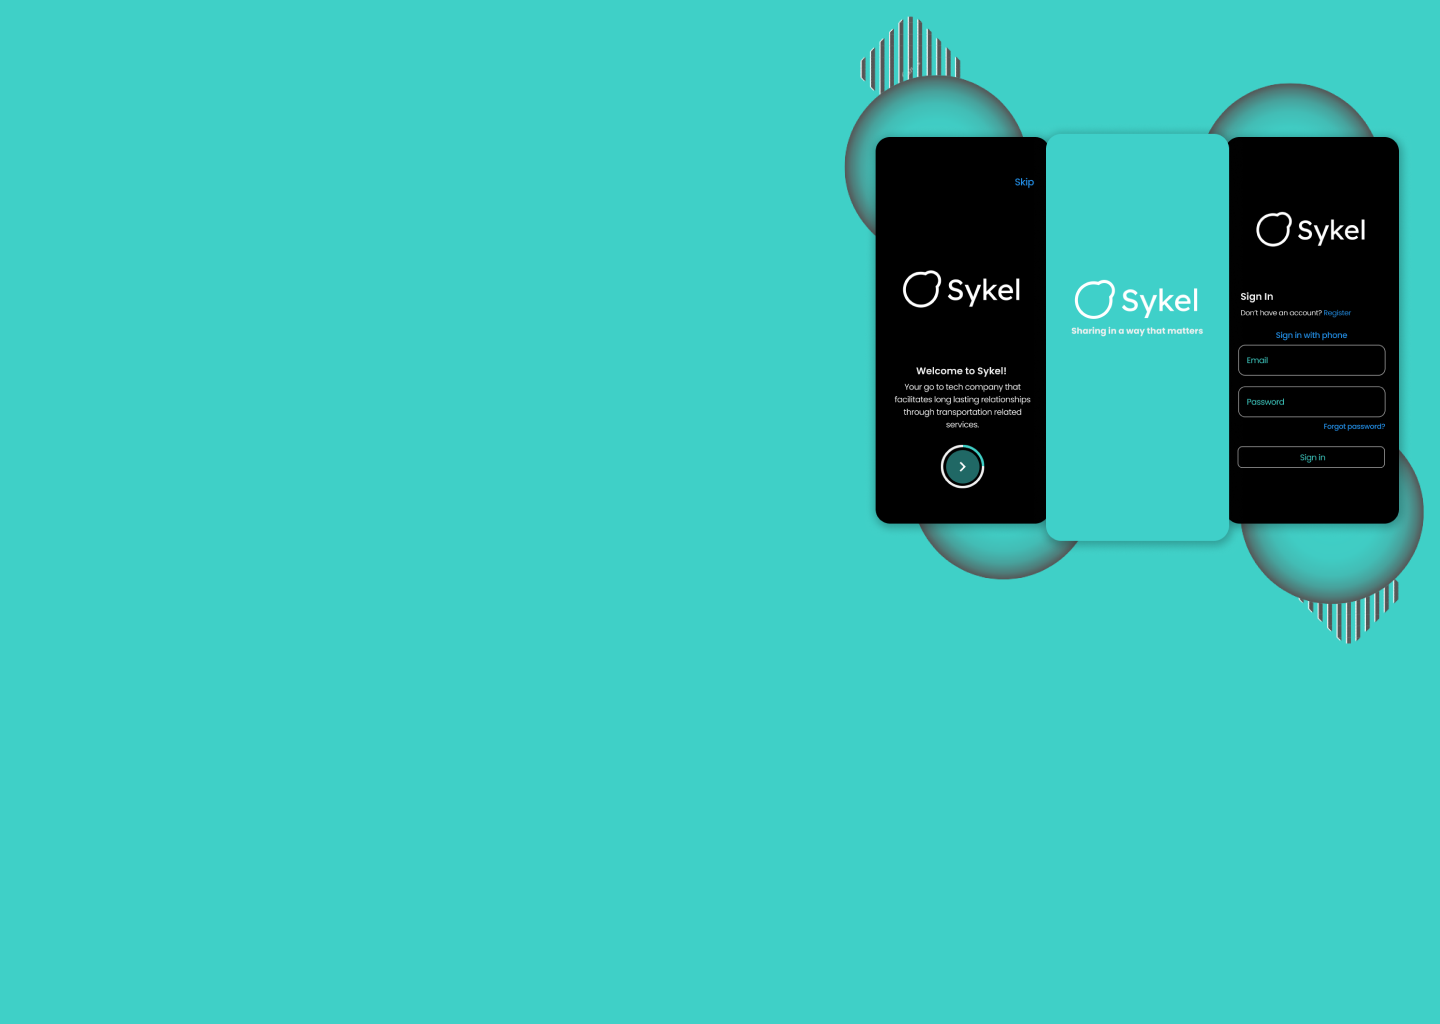 Skip
Sykel
Welcome to Sykel!
Your go to tech company that
facilitates long lasting relationships
through transportation related
services.
Sykel
Sharing in a way that matters
Sykel
Sign In
Don't have an account? Register
Sign in with phone
Email
Password
Forgot password?
Sign in